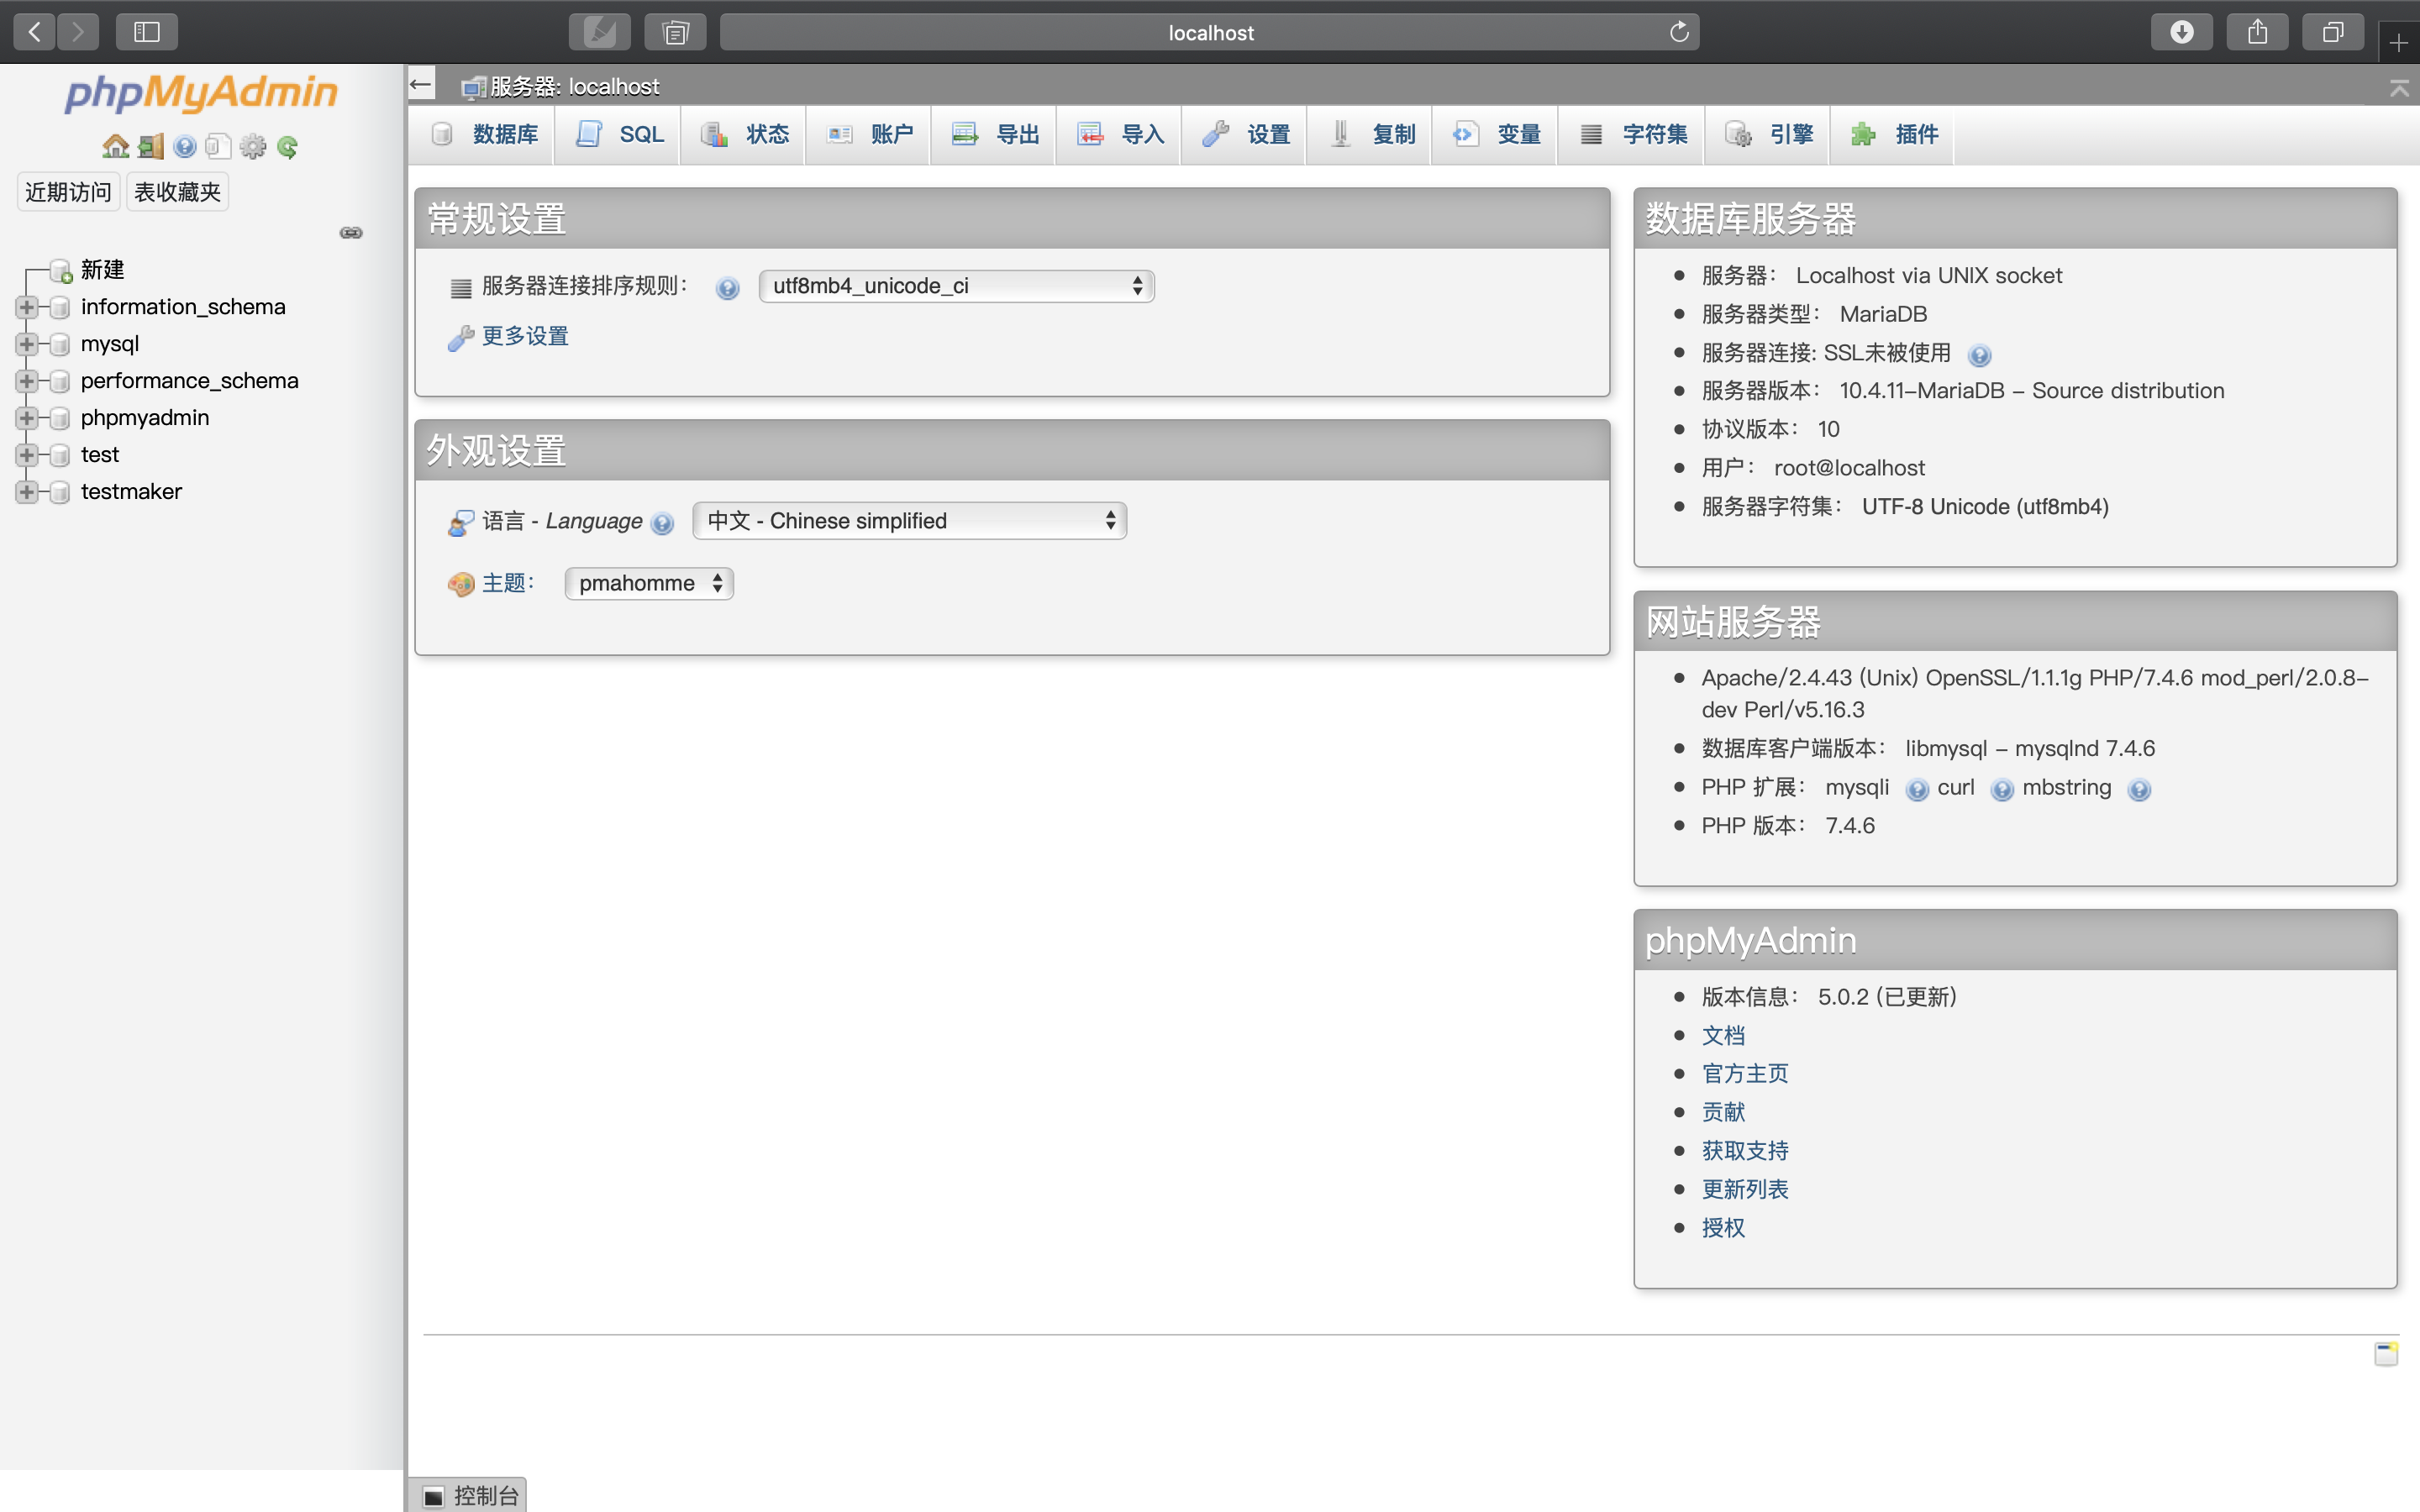 localhost
phpMyAdmin
近期访问 表收藏夹
新建
information_schema
mysql
performance_schema
phpmyadmin
test
testmaker
服务器: localhost
数据库 SQL 状态 账户 导出 导入 设置 复制 变量 字符集 引擎 插件
常规设置
服务器连接排序规则： utf8mb4_unicode_ci
更多设置
外观设置
语言 - Language 中文 - Chinese simplified
主题： pmahomme
数据库服务器
服务器： Localhost via UNIX socket
服务器类型： MariaDB
服务器连接: SSL未被使用
服务器版本： 10.4.11-MariaDB - Source distribution
协议版本： 10
用户： root@localhost
服务器字符集： UTF-8 Unicode (utf8mb4)
网站服务器
Apache/2.4.43 (Unix) OpenSSL/1.1.1g PHP/7.4.6 mod_perl/2.0.8-
dev Perl/v5.16.3
数据库客户端版本： libmysql - mysqlnd 7.4.6
PHP 扩展： mysqli curl mbstring
PHP 版本： 7.4.6
phpMyAdmin
版本信息： 5.0.2 (已更新)
文档
官方主页
贡献
获取支持
更新列表
授权
控制台